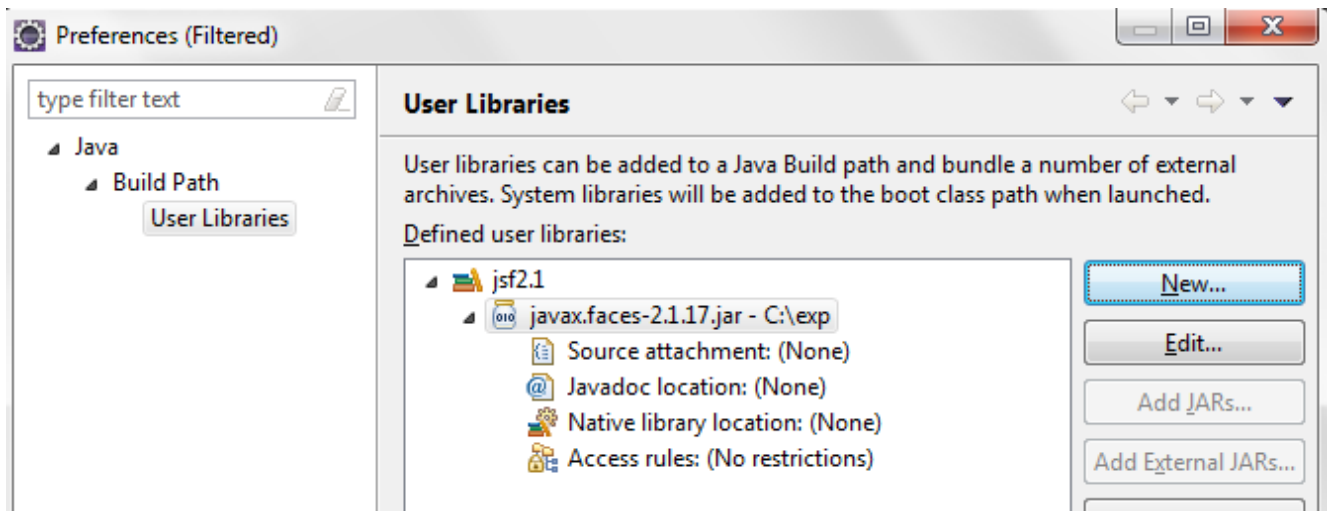 Preferences (Filtered)
type filter text
Java
Build Path
User Libraries
User Libraries
User libraries can be added to a Java Build path and bundle a number of external
archives. System libraries will be added to the boot class path when launched.
Defined user libraries:
jsf2.1
javax.faces-2.1.17.jar - C:\exp
Source attachment: (None)
Javadoc location: (None)
Native library location: (None)
Access rules: (No restrictions)
New...
Edit...
Add JARs...
Add External JARs...